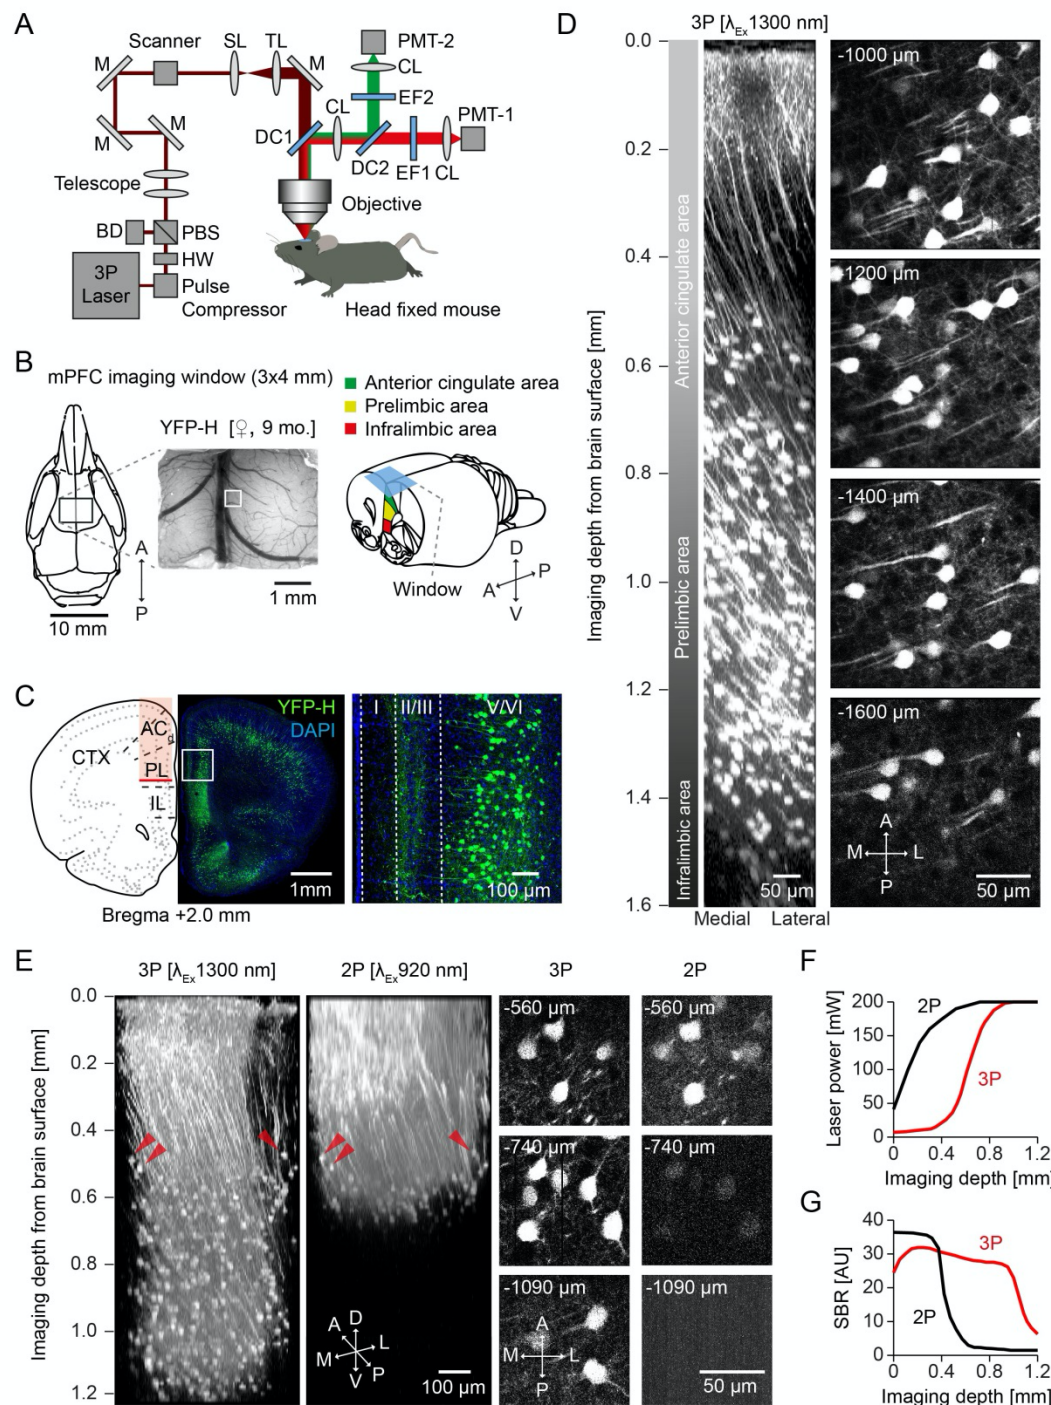 A
Scanner
SL
TL
M
M
M
M
PMT-2
CL
EF2
CL
PMT-1
DC1
DC2
EF1
CL
Telescope
Objective
BD
PBS
HW
3P
Laser
Pulse
Compressor
Head fixed mouse
B
mPFC imaging window (3x4 mm)
YFP-H [♀, 9 mo.]
Anterior cingulate area
Prelimbic area
Infralimbic area
A
P
10 mm
1 mm
Window
D
A
P
V
C
CTX
ACd
PL
IL
Bregma +2.0 mm
YFP-H
DAPI
1mm
I
II/III
V/VI
100 µm
D
3P [λEx1300 nm]
Imaging depth from brain surface [mm]
0.0
0.2
0.4
0.6
0.8
1.0
1.2
1.4
1.6
Anterior cingulate area
Prelimbic area
Infralimbic area
50 µm
Medial
Lateral
-1000 µm
-1200 µm
-1400 µm
-1600 µm
A
M
L
P
50 µm
E
3P [λEx1300 nm]
2P [λEx920 nm]
3P
2P
Imaging depth from brain surface [mm]
0.0
0.2
0.4
0.6
0.8
1.0
1.2
D
A
L
M
P
V
100 µm
-560 µm
-560 µm
-740 µm
-740 µm
-1090 µm
-1090 µm
A
M
L
P
50 µm
F
Laser power [mW]
200
150
100
50
0
2P
3P
0
0.4
0.8
1.2
Imaging depth [mm]
G
SBR [AU]
40
30
20
10
0
3P
2P
0
0.4
0.8
1.2
Imaging depth [mm]